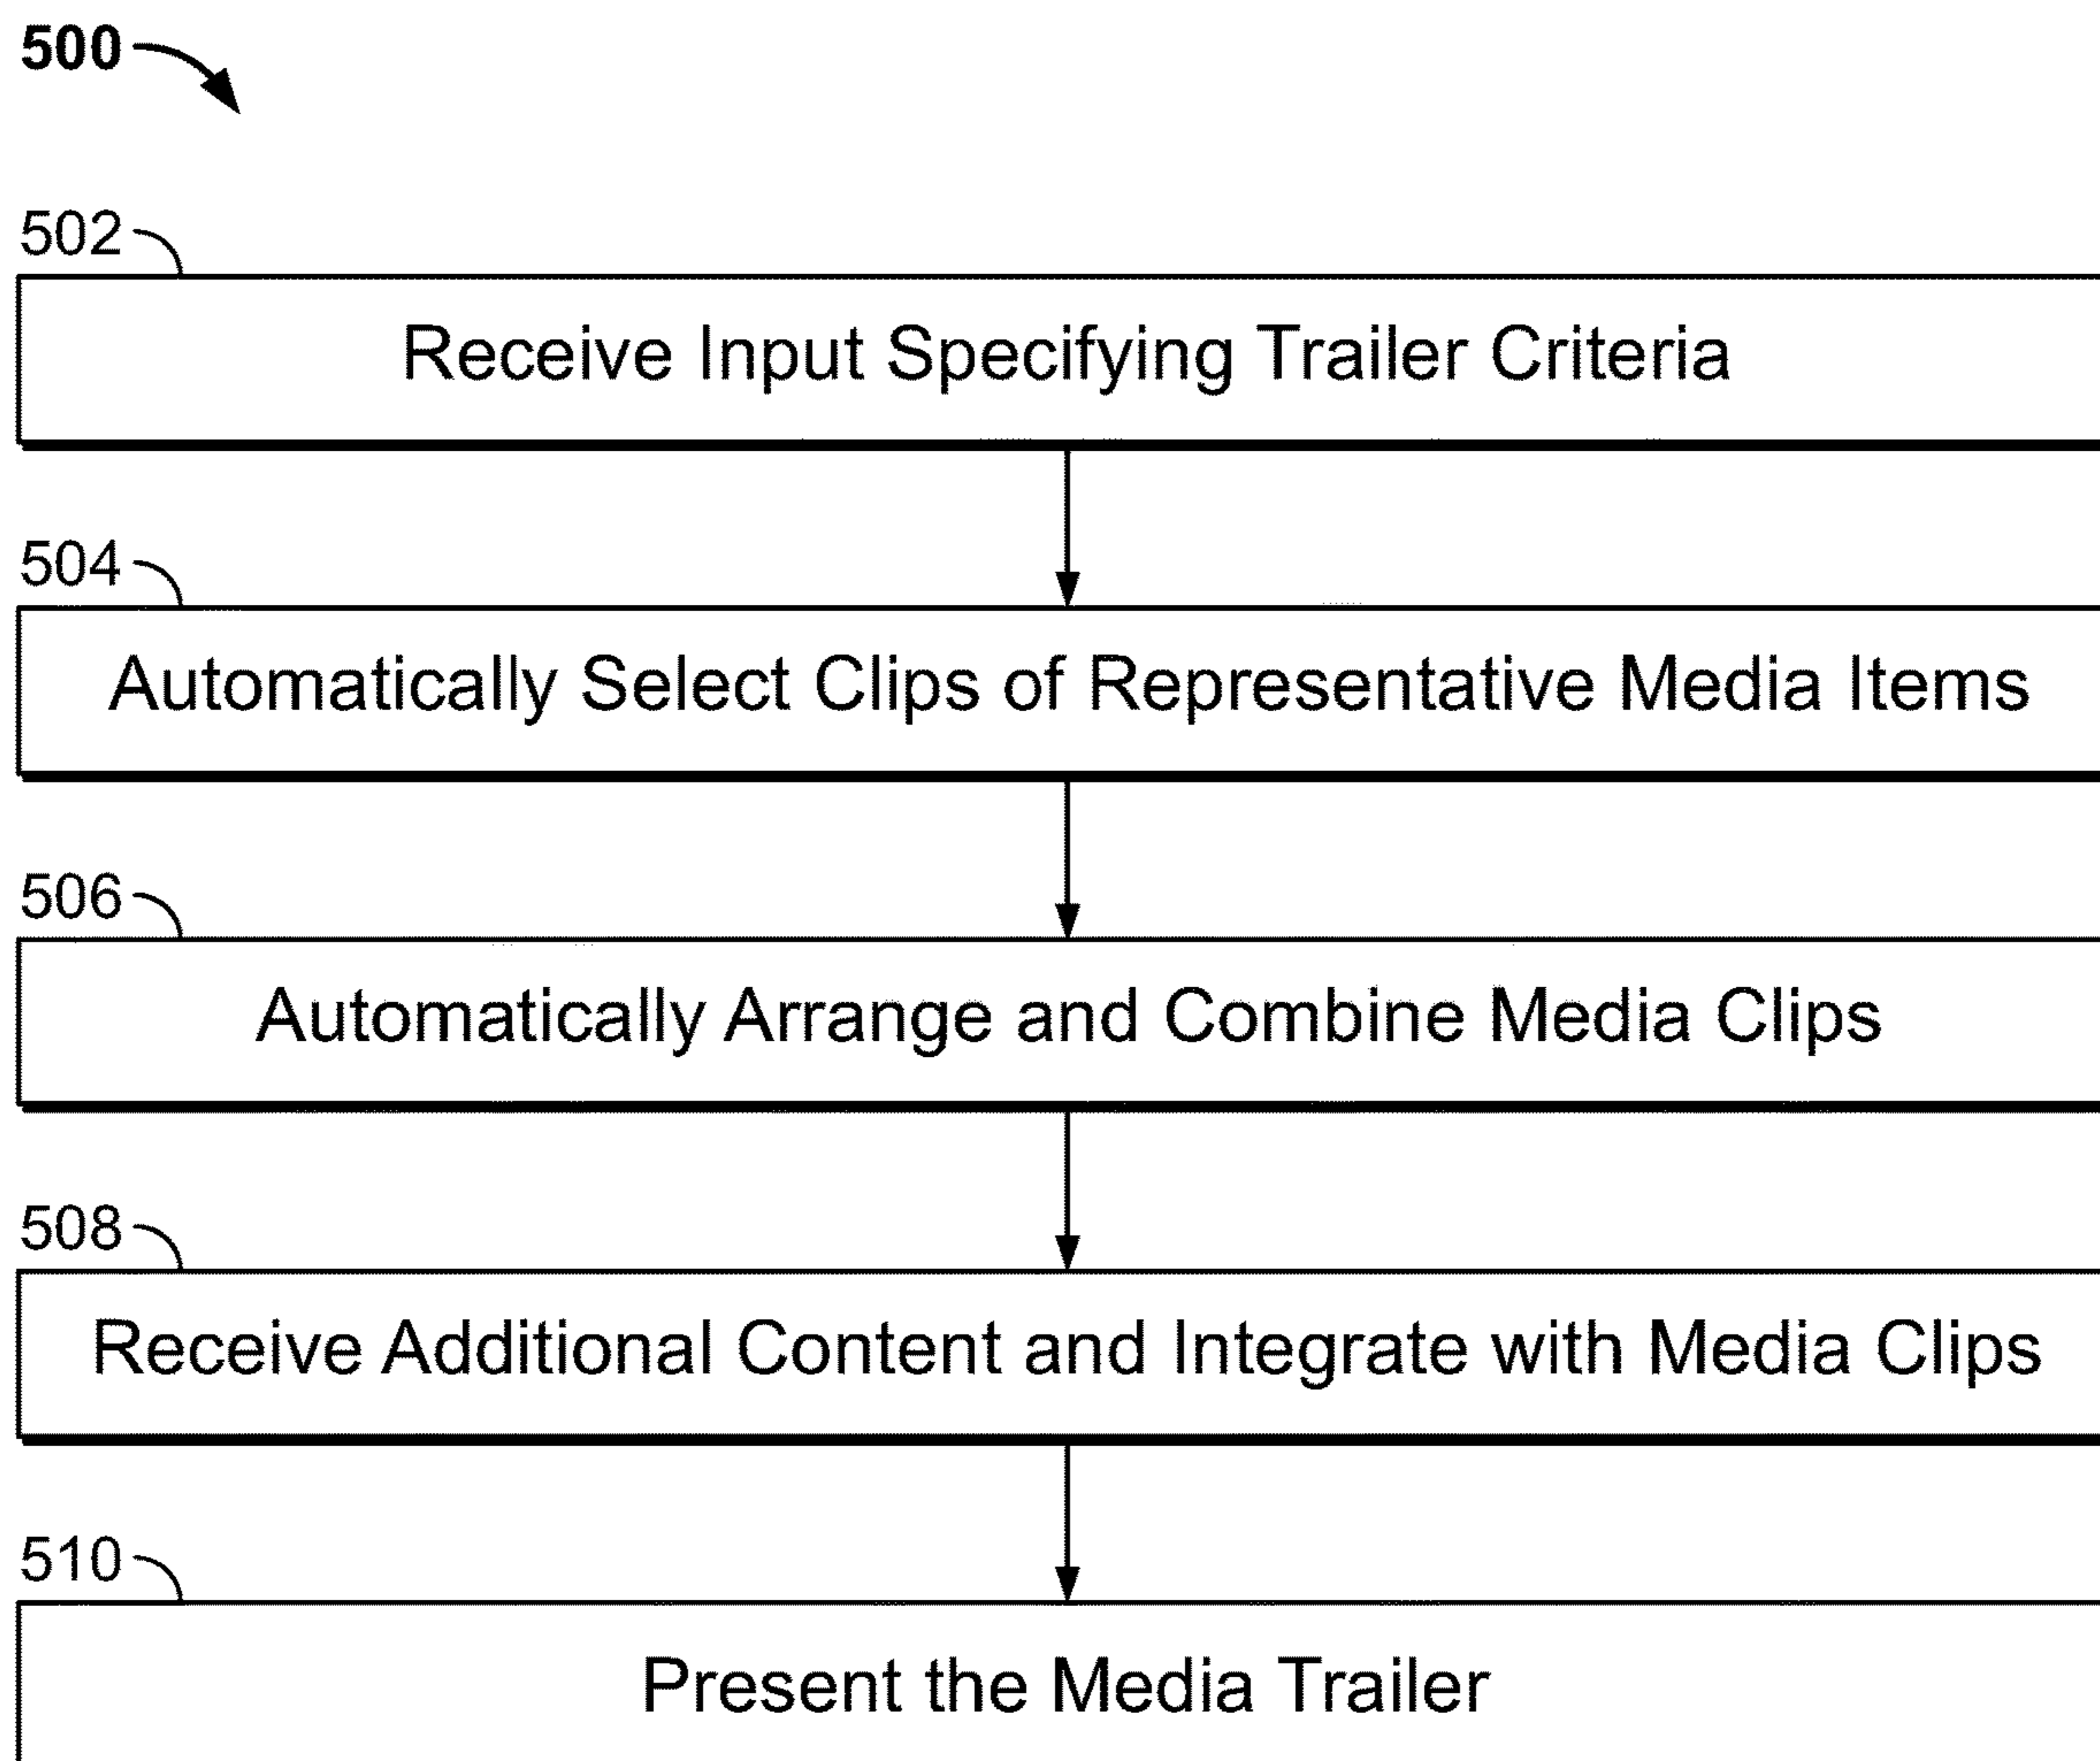 500
502
Receive Input Specifying Trailer Criteria
504
Automatically Select Clips of Representative Media Items
506
Automatically Arrange and Combine Media Clips
508
Receive Additional Content and Integrate with Media Clips
510
Present the Media Trailer